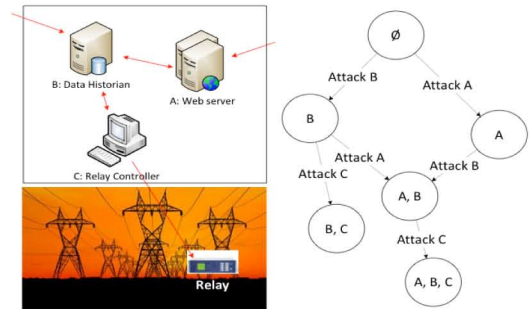 B: Data Historian
A: Web server
C: Relay Controller
Relay
Ø
Attack B
Attack A
B
A
Attack A
Attack B
Attack C
A, B
B, C
Attack C
A, B, C